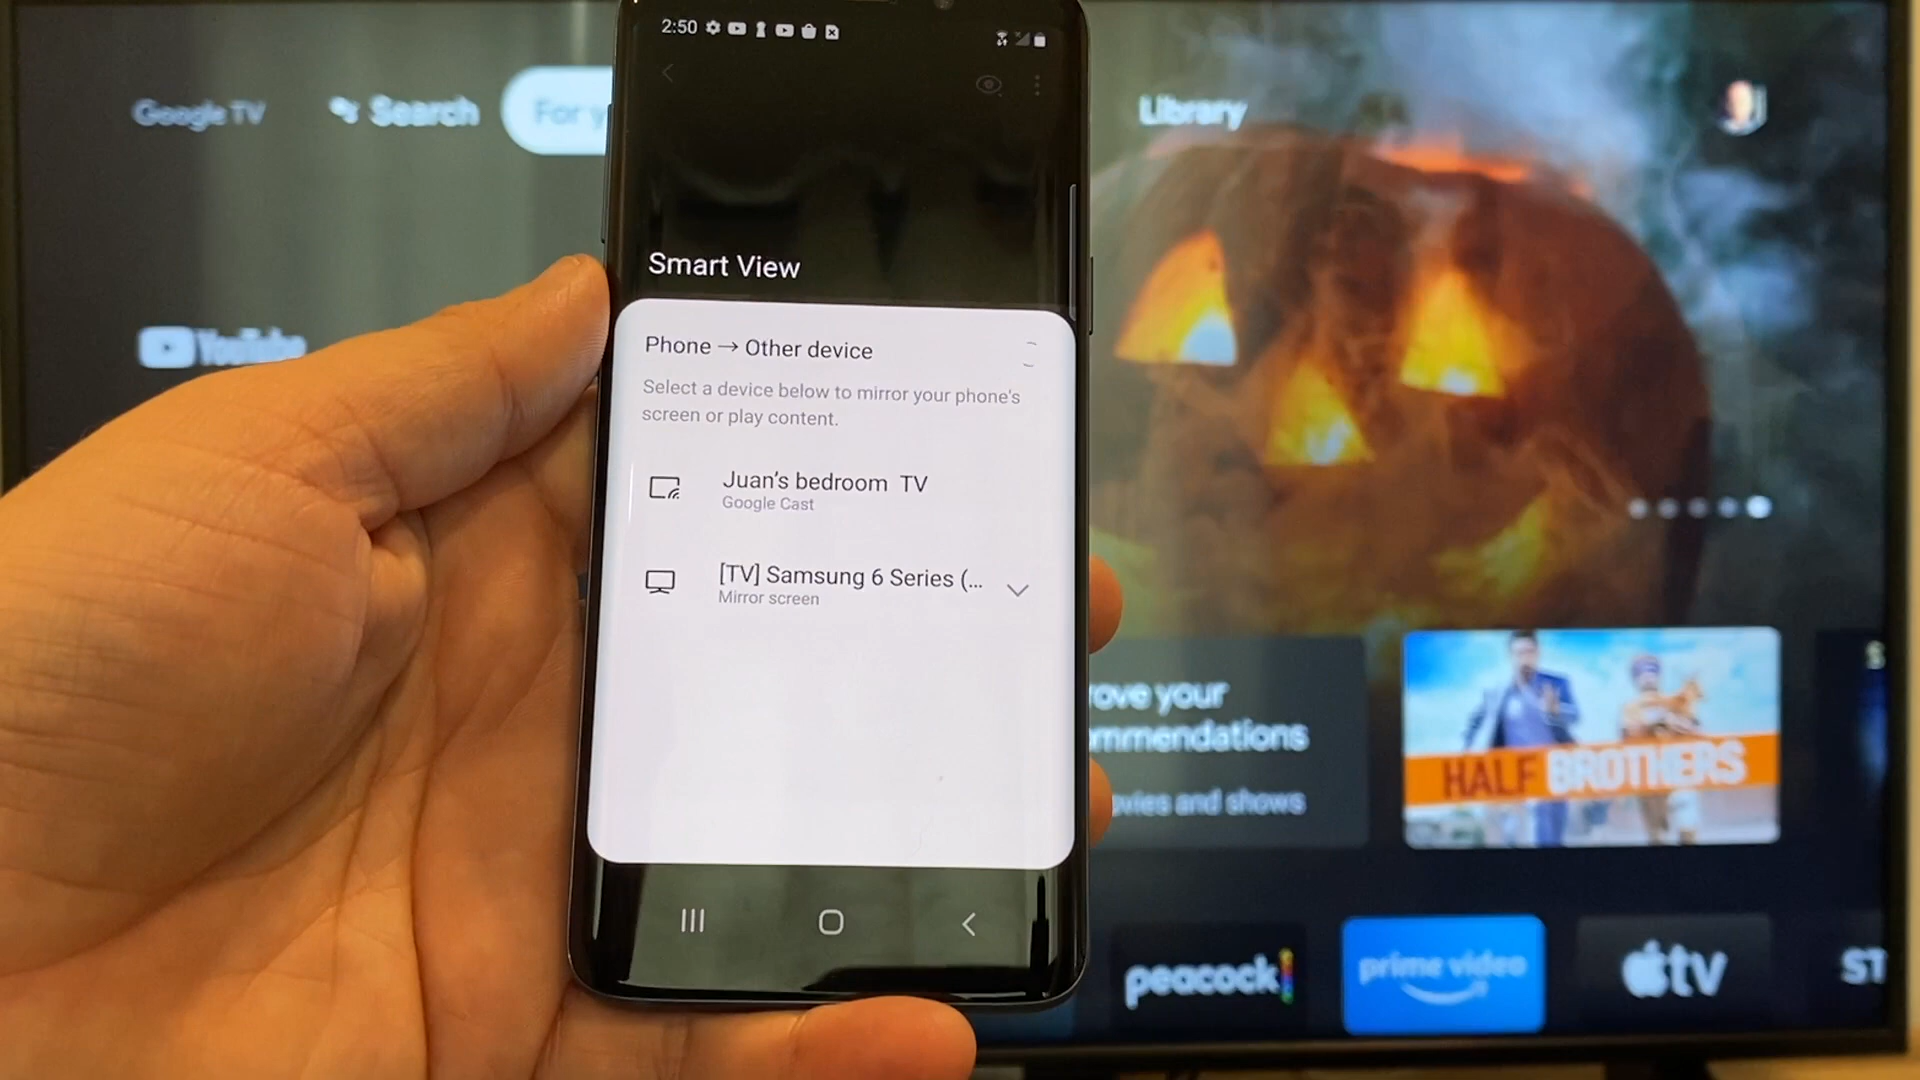 2:50
Google TV
Search
For y
Library
YouTube
Smart View
Phone → Other device
Select a device below to mirror your phone's
screen or play content.
Juan's bedroom TV
Google Cast
[TV] Samsung 6 Series (...
Mirror screen
ove your
mmendations
ovies and shows
HALF BROTHERS
peacock
prime video
tv
ST